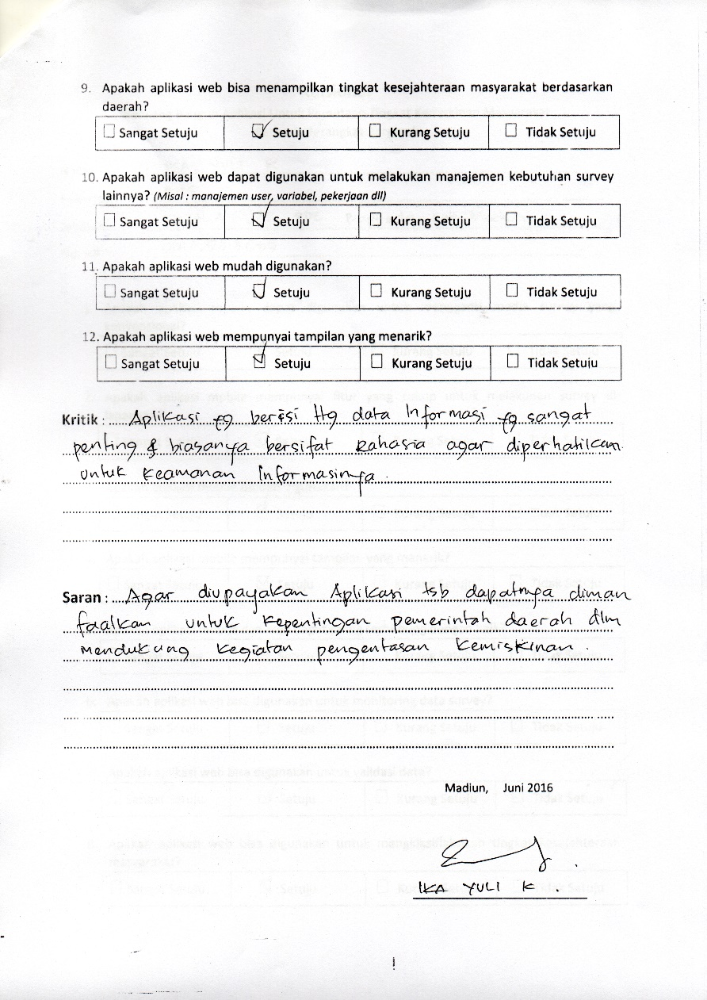 9. Apakah aplikasi web bisa menampilkan tingkat kesejahteraan masyarakat berdasarkan
daerah?
☐ Sangat Setuju ☑ Setuju ☐ Kurang Setuju ☐ Tidak Setuju
10. Apakah aplikasi web dapat digunakan untuk melakukan manajemen kebutuhan survey
lainnya? (Misal : manajemen user, variabel, pekerjaan dll)
☐ Sangat Setuju ☑ Setuju ☐ Kurang Setuju ☐ Tidak Setuju
11. Apakah aplikasi web mudah digunakan?
☐ Sangat Setuju ☑ Setuju ☐ Kurang Setuju ☐ Tidak Setuju
12. Apakah aplikasi web mempunyai tampilan yang menarik?
☐ Sangat Setuju ☑ Setuju ☐ Kurang Setuju ☐ Tidak Setuju
Kritik : Aplikasi yg berisi ttg data Informasi yg sangat
penting & biasanya bersifat Rahasia agar diperhatikan
untuk keamanan Informasinya.
Saran : Agar diupayakan Aplikasi tsb dapatnya diman
faatkan untuk kepentingan pemerintah daerah dlm
mendukung kegiatan pengentasan kemiskinan.
Madiun, Juni 2016
IKA YULI K.